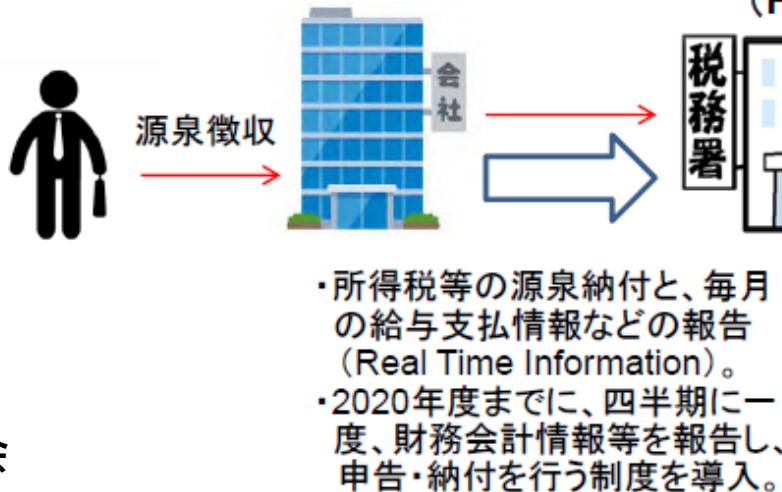 源泉徴収
会社
税務署
・所得税等の源泉納付と、毎月
の給与支払情報などの報告
（Real Time Information）。
・2020年度までに、四半期に一
度、財務会計情報等を報告し、
申告・納付を行う制度を導入。